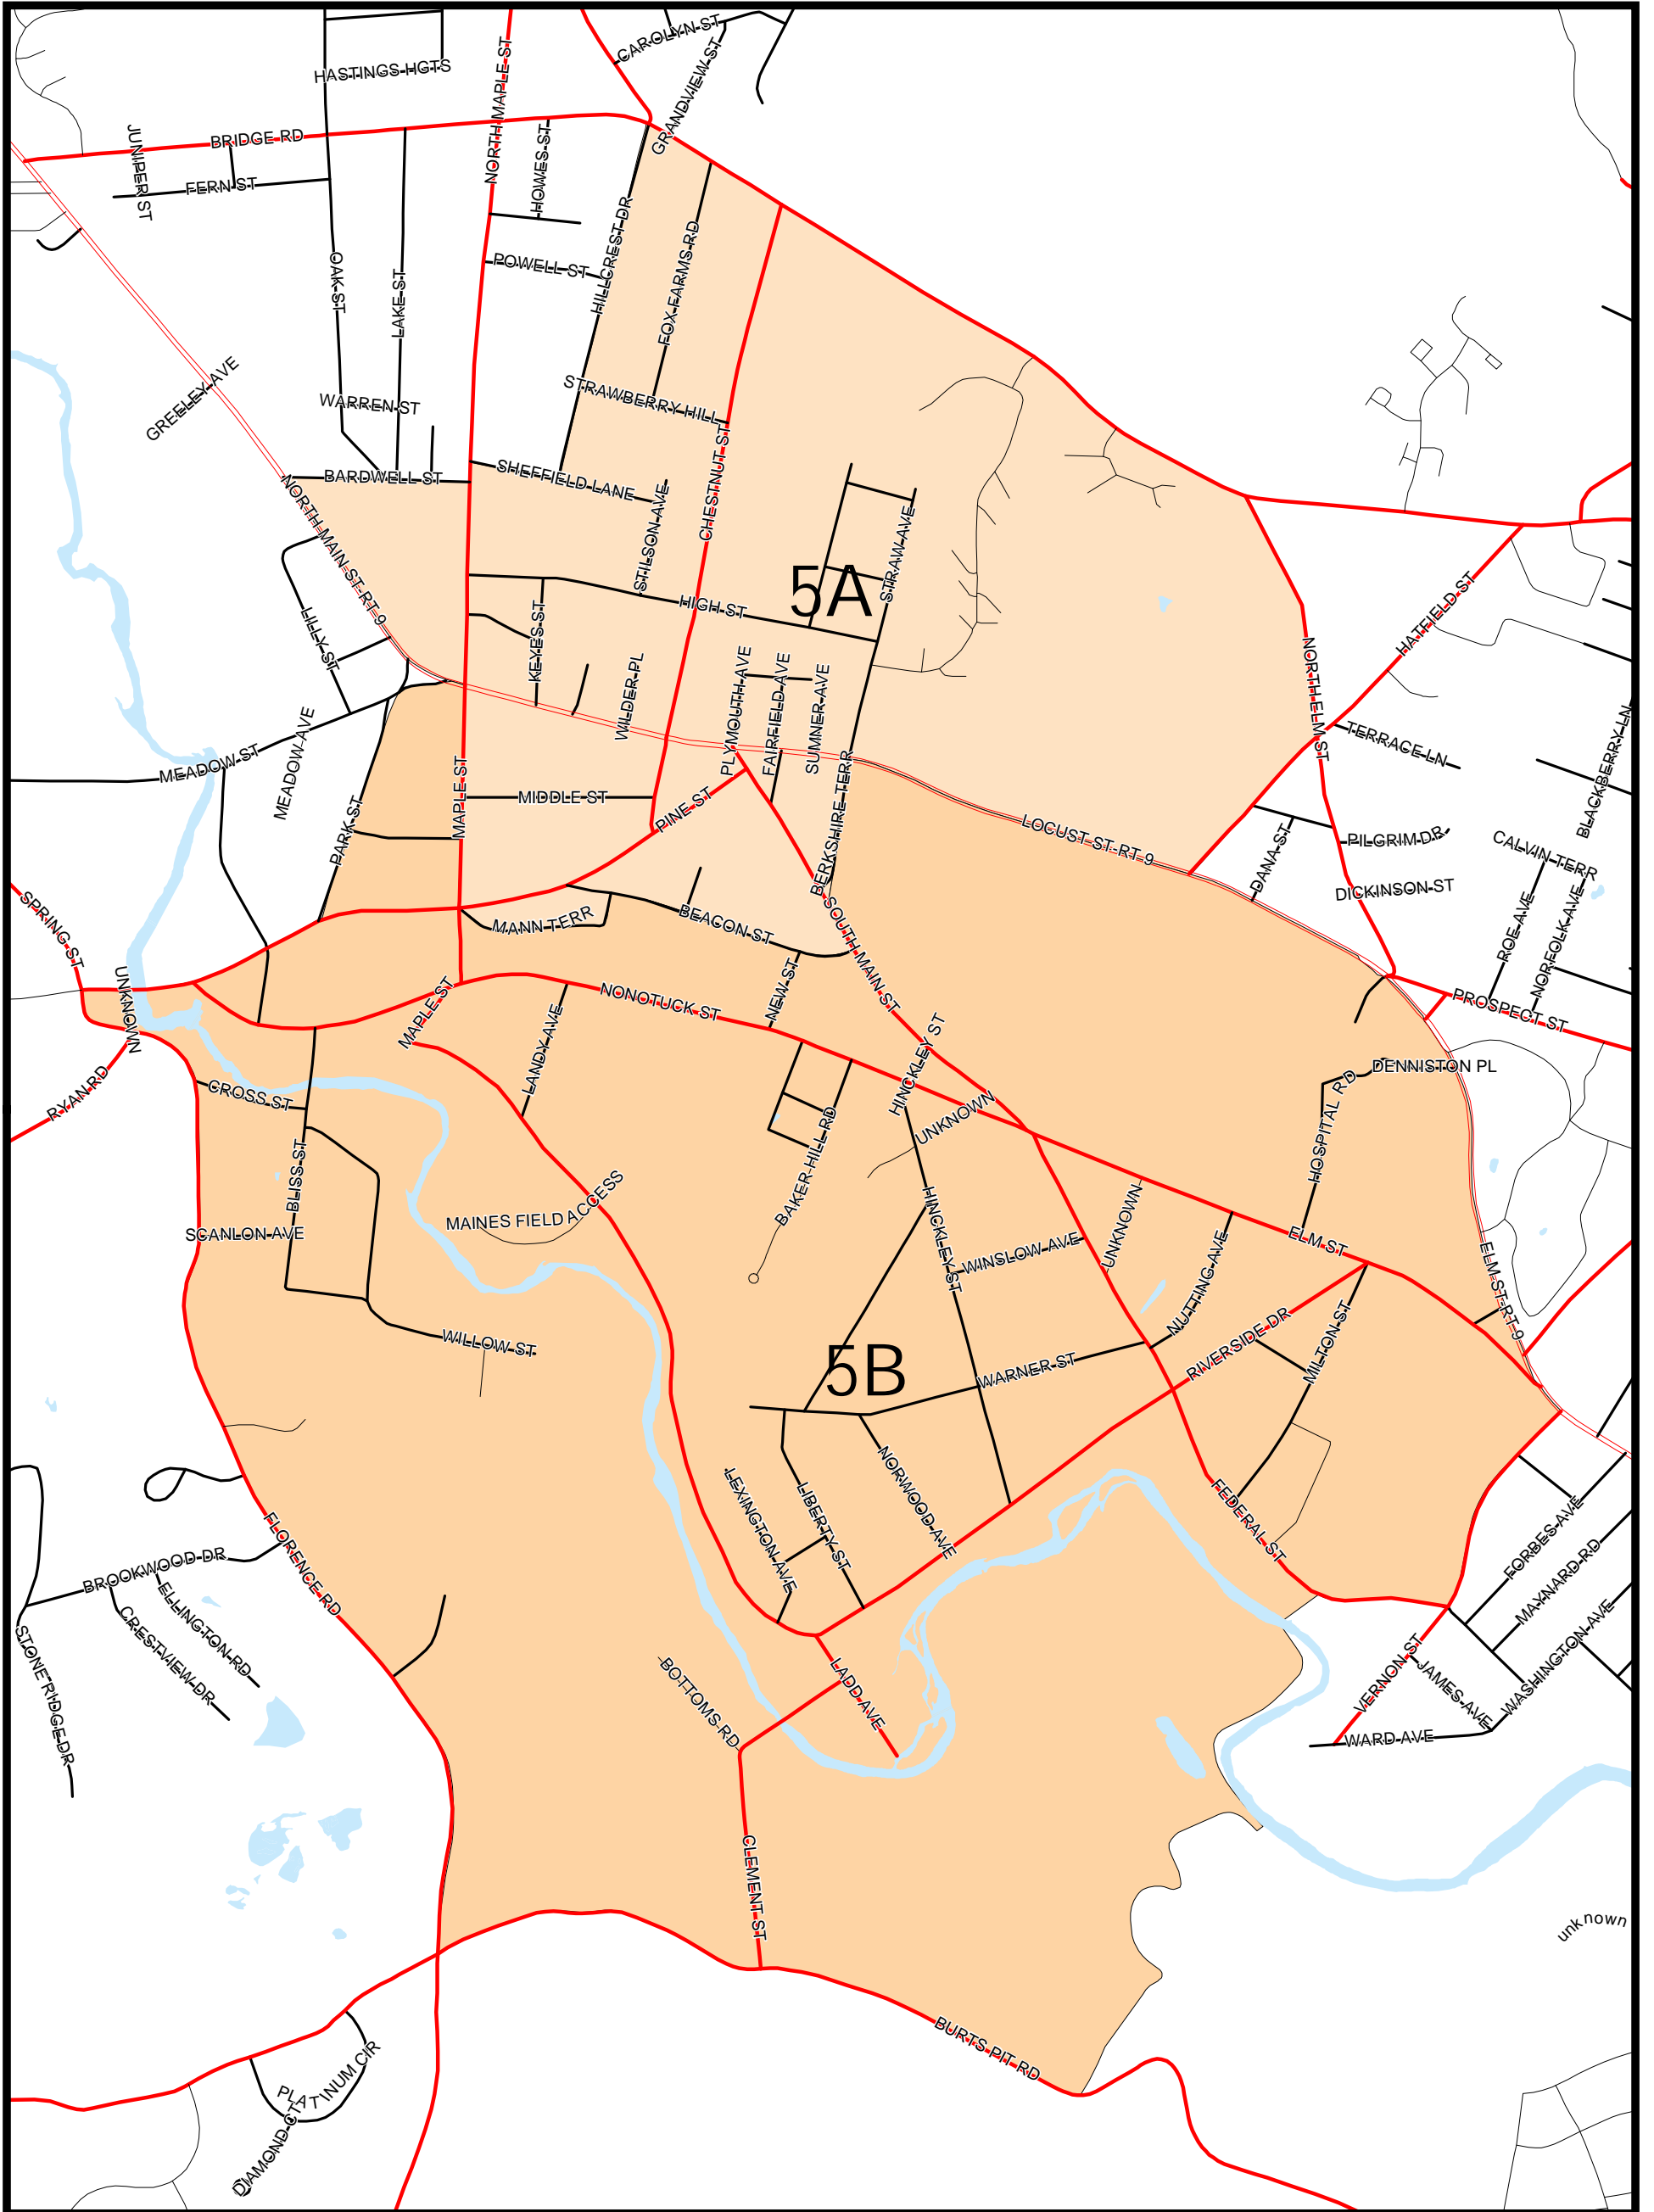 CAROLYN ST
GRANDVIEW ST
HASTINGS HGTS
NORTH MAPLE ST
BRIDGE RD
JUNIPER ST
FERN ST
HOWES ST
HILLCREST DR
POWELL ST
OAK ST
LAKE ST
FOX FARMS RD
STRAWBERRY HILL
GREELEY AVE
WARREN ST
CHESTNUT ST
BARDWELL ST
SHEFFIELD LANE
NORTH MAIN ST-RT 9
STILSON AVE
STRAW AVE
5A
HIGH ST
HATFIELD ST
LILLY ST
KEYES ST
WILDER PL
PLYMOUTH AVE
FAIRFIELD AVE
SUMNER AVE
NORTH ELM ST
MEADOW ST
MEADOW AVE
TERRACE LN
BLACKBERRY LN
MAPLE ST
MIDDLE ST
PINE ST
PARK ST
BERKSHIRE TERR
LOCUST ST-RT 9
DANA ST
PILGRIM DR
CALVIN TERR
DICKINSON ST
ROE AVE
NORFOLK AVE
SPRING ST
MANN TERR
BEACON ST
SOUTH MAIN ST
UNKNOWN
MAPLE ST
NONOTUCK ST
NEW ST
PROSPECT ST
LANDY AVE
HINCKLEY ST
RYAN RD
CROSS ST
UNKNOWN
DENNISTON PL
HOSPITAL RD
BLISS ST
BAKER HILL RD
SCANLON AVE
MAINES FIELD ACCESS
HINCKLEY ST
WINSLOW AVE
UNKNOWN
NUTTING AVE
ELM ST
ELM ST-RT 9
WILLOW ST
5B
WARNER ST
RIVERSIDE DR
MILTON ST
FLORENCE RD
LEXINGTON AVE
LIBERTY ST
NORWOOD AVE
FEDERAL ST
FORBES AVE
BROOKWOOD DR
ELLINGTON RD
CRESTVIEW DR
STONE RIDGE DR
MAYNARD RD
WASHINGTON AVE
BOTTOMS RD
LADD AVE
VERNON ST
JAMES AVE
WARD AVE
CLEMENT ST
unknown
BURTS PIT RD
PLATINUM CIR
DIAMOND CT